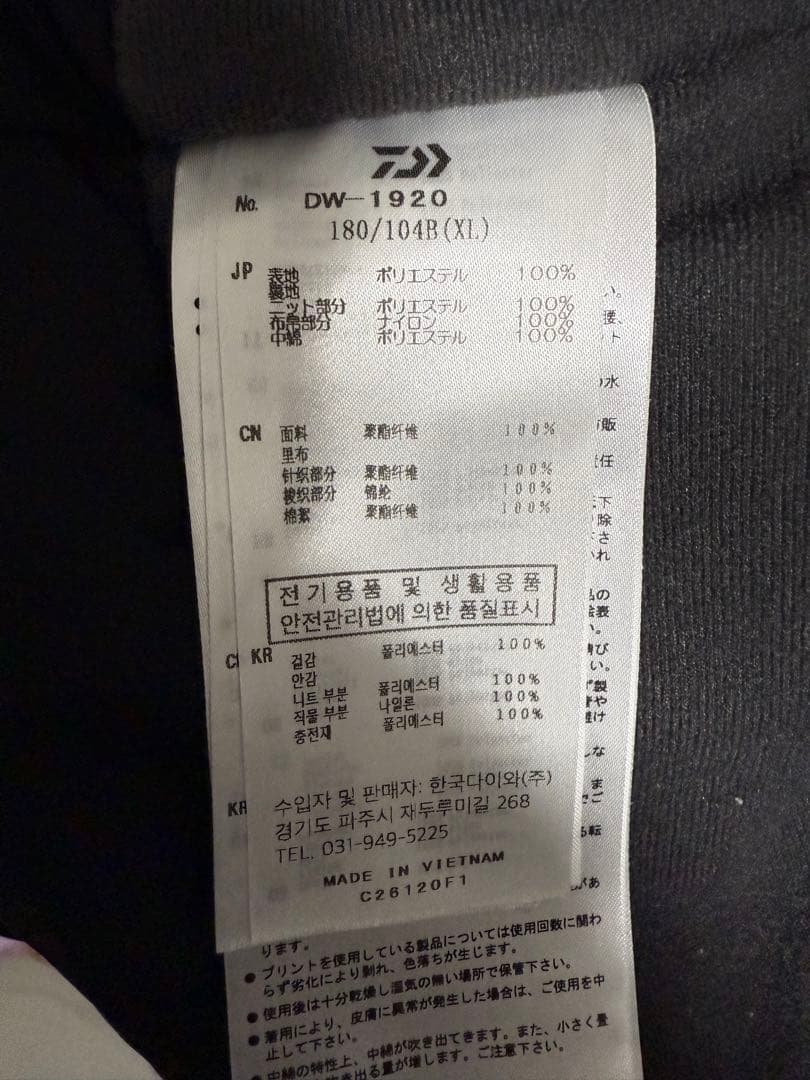 No. DW-1920
180/104B(XL)
JP 表地 ポリエステル 100%
裏地
ニット部分 ポリエステル 100%
布帛部分 ナイロン 100%
中綿 ポリエステル 100%
CN 面料 聚酯纤维 100%
里布
针织部分 聚酯纤维 100%
梭织部分 锦纶 100%
棉絮 聚酯纤维 100%
전기용품 및 생활용품
안전관리법에 의한 품질표시
KR 겉감 폴리에스터 100%
안감
니트 부분 폴리에스터 100%
직물 부분 나일론 100%
충전재 폴리에스터 100%
수입자 및 판매자: 한국다이와(주)
경기도 파주시 재두루미길 268
TEL. 031-949-5225
MADE IN VIETNAM
C26120F1
KR
ります。
● プリントを使用している製品については使用回数に関わ
らず劣化により剥れ、色落ちが生じます。
● 使用後は十分乾燥し湿気の無い場所で保管下さい。
● 着用により、皮膚に異常が発生した場合は、ご使用を中
止して下さい。
● 中綿の特性上、中綿が吹き出てきます。また、小さく畳
吹き出る量が増します。ご注意下さい。